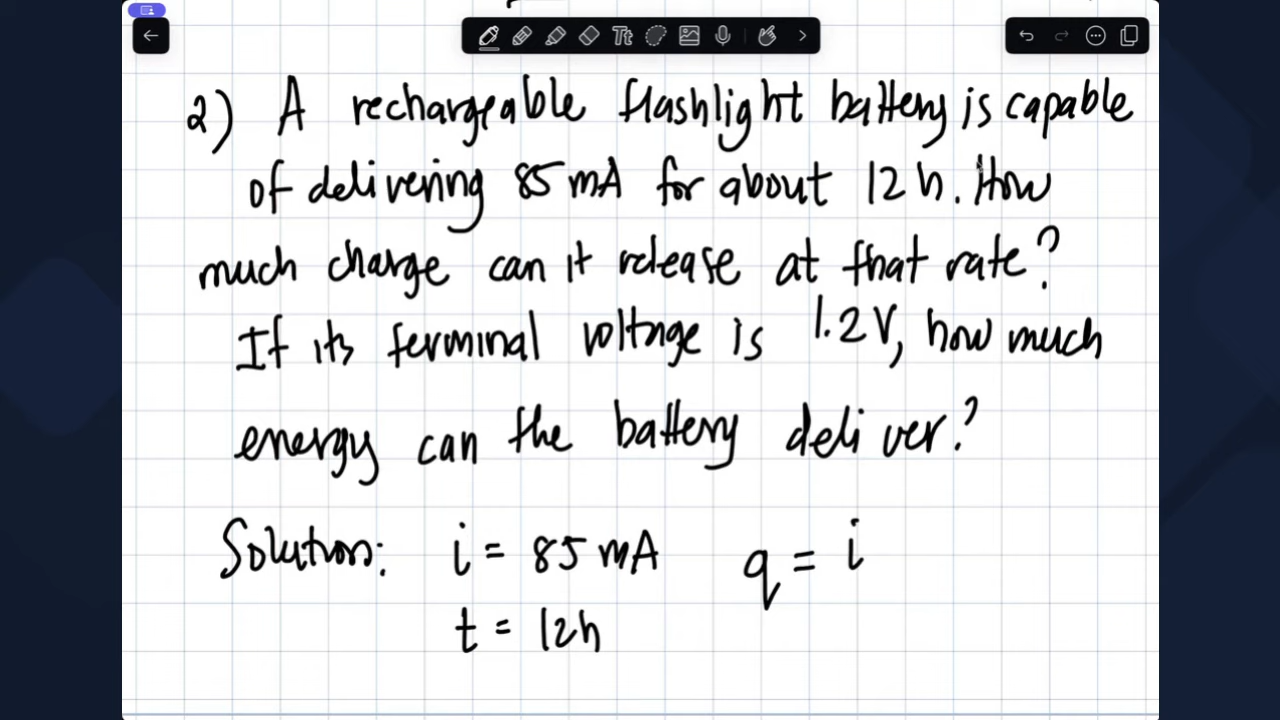 2) A rechargeable flashlight battery is capable
of delivering 85 mA for about 12 h. How
much charge can it release at that rate?
If its terminal voltage is 1.2 V, how much
energy can the battery deliver?
Solution: i = 85 mA q = i
t = 12h
Tt